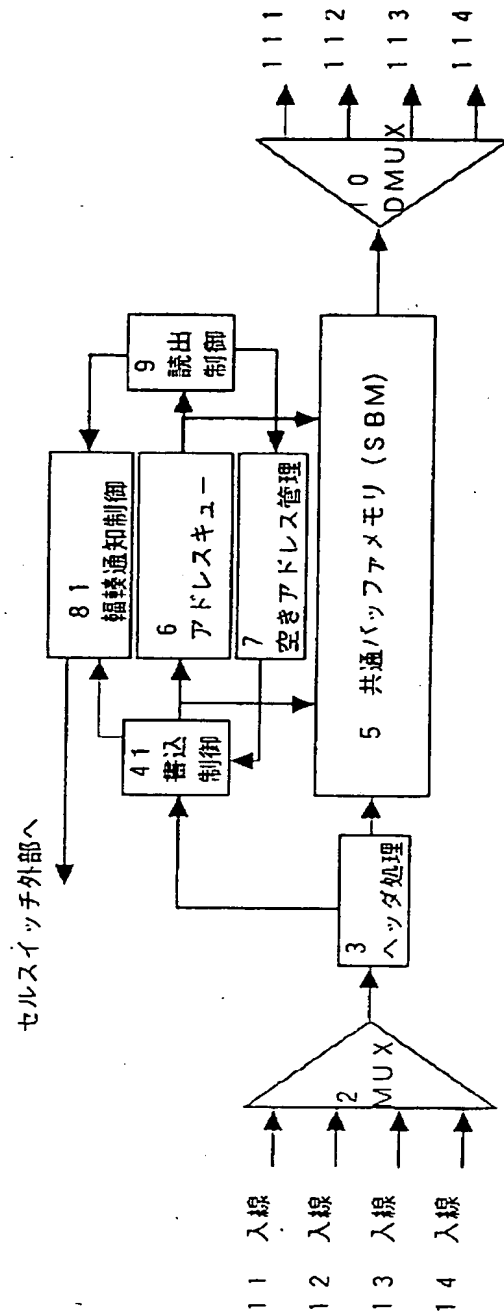 セルスイッチ外部へ
11 入線
12 入線
13 入線
14 入線
2
MUX
3
ヘッダ処理
41
書込
制御
81
輻輳通知制御
6
アドレスキュー
7
空きアドレス管理
9
読出
制御
5 共通バッファメモリ (SBM)
10
DMUX
111
112
113
114